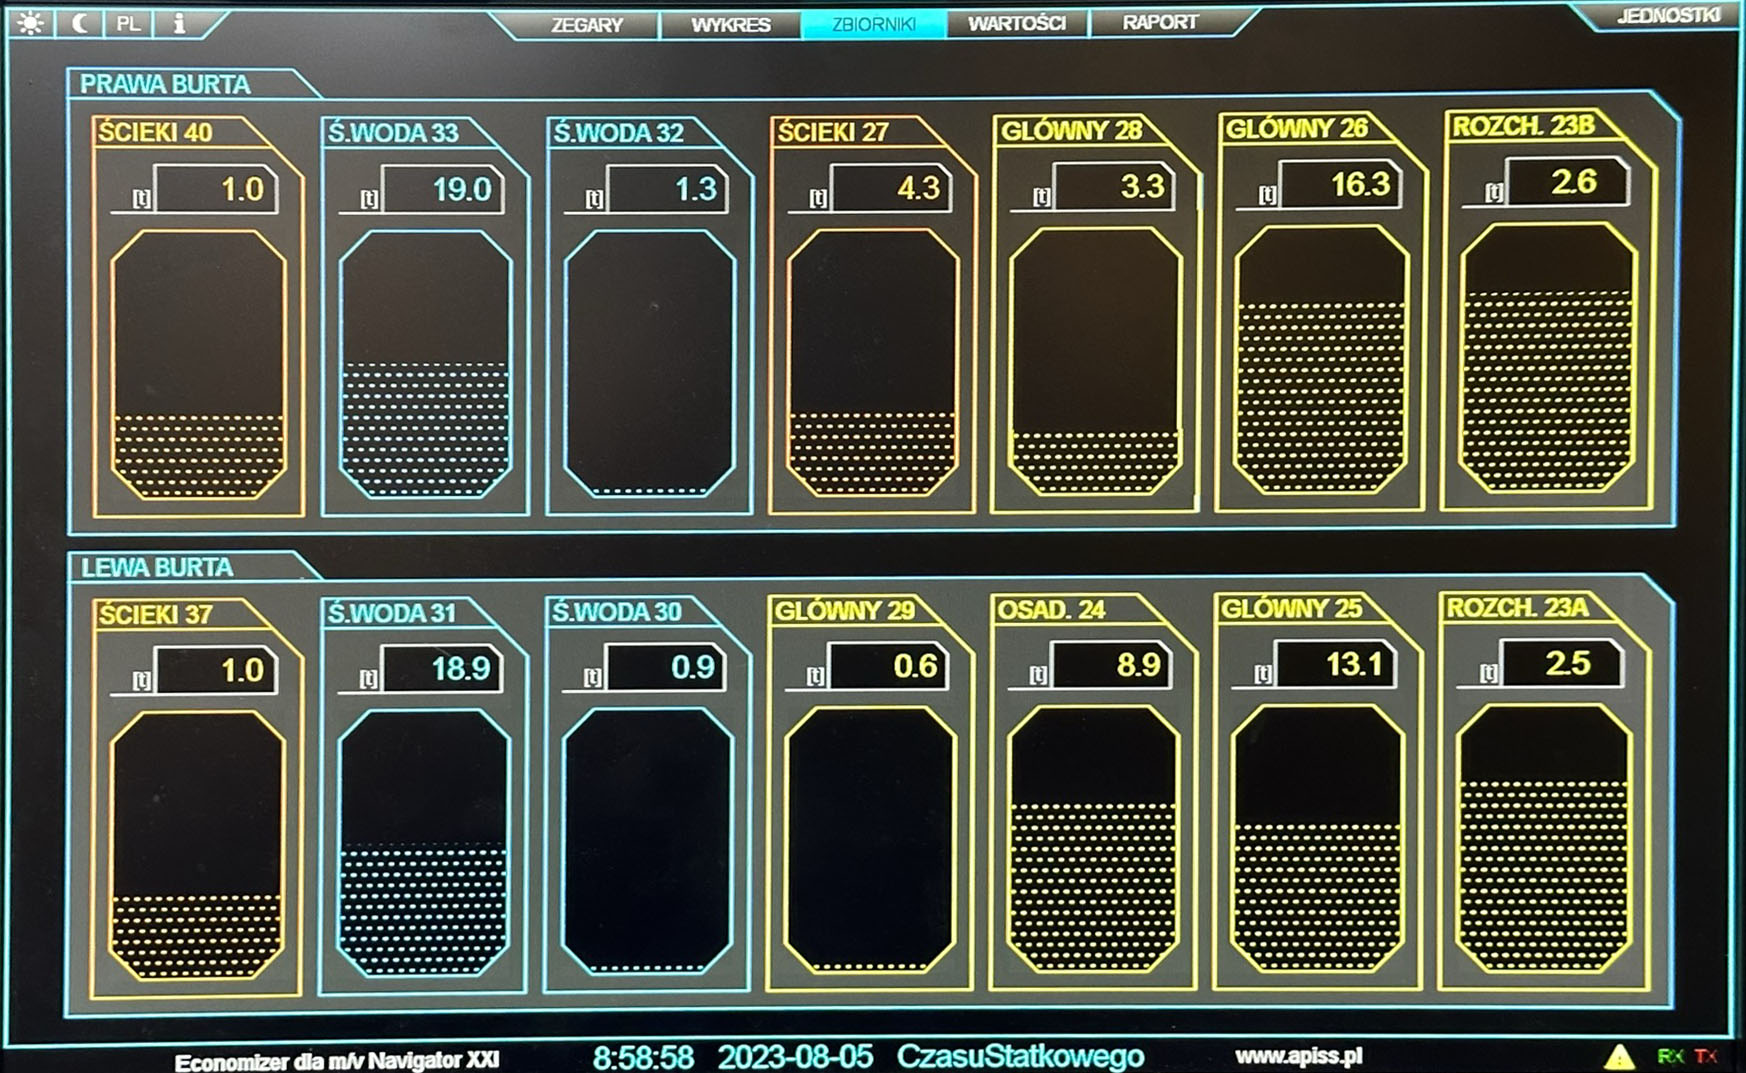 PL i ZEGARY WYKRES ZBIORNIKI WARTOŚCI RAPORT JEDNOSTKI
PRAWA BURTA
ŚCIEKI 40 Ś.WODA 33 Ś.WODA 32 ŚCIEKI 27 GLÓWNY 28 GLÓWNY 26 ROZCH. 23B
[t] 1.0 [t] 19.0 [t] 1.3 [t] 4.3 [t] 3.3 [t] 16.3 [t] 2.6
LEWA BURTA
ŚCIEKI 37 Ś.WODA 31 Ś.WODA 30 GLÓWNY 29 OSAD. 24 GLÓWNY 25 ROZCH. 23A
[t] 1.0 [t] 18.9 [t] 0.9 [t] 0.6 [t] 8.9 [t] 13.1 [t] 2.5
Economizer dla m/v Navigator XXI 8:58:58 2023-08-05 CzasuStatkowego www.apiss.pl RX TX